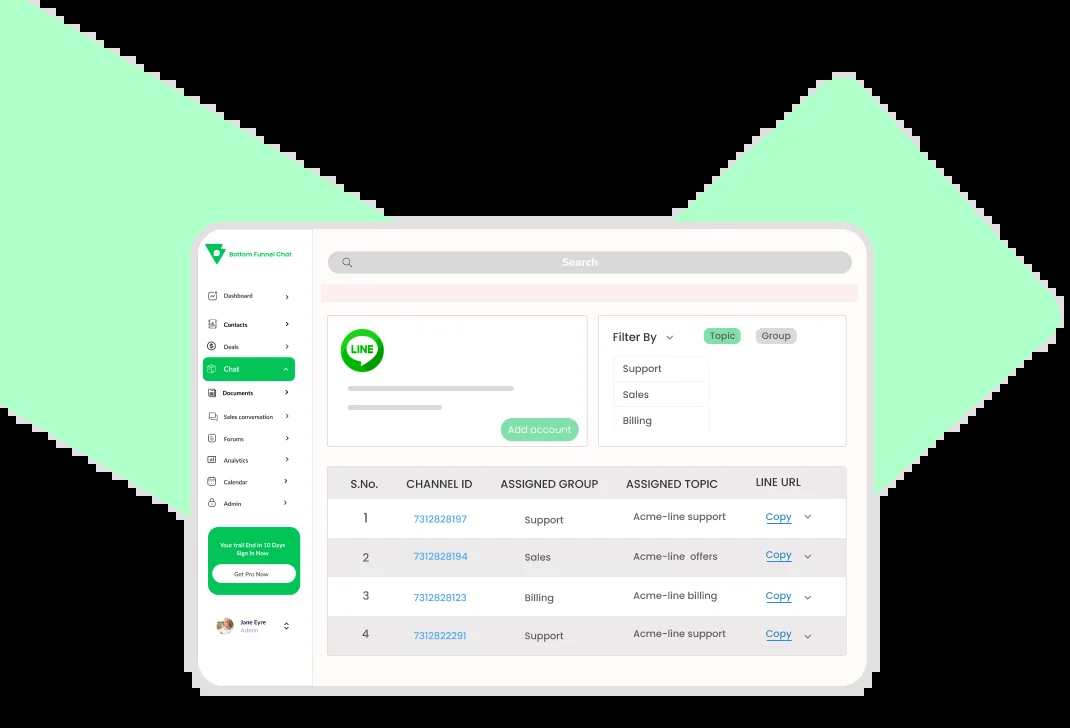 Bottom Funnel Chat
Dashboard
Contacts
Deals
Chat
Documents
Sales conversation
Forums
Analytics
Calendar
Admin
Your trail End in 10 Days
Sign In Now
Get Pro Now
Jane Eyre
Admin
Search
LINE
Add account
Filter By
Topic
Group
Support
Sales
Billing
S.No. CHANNEL ID ASSIGNED GROUP ASSIGNED TOPIC LINE URL
1 7312828197 Support Acme-line support Copy
2 7312828194 Sales Acme-line offers Copy
3 7312828123 Billing Acme-line billing Copy
4 7312822291 Support Acme-line support Copy